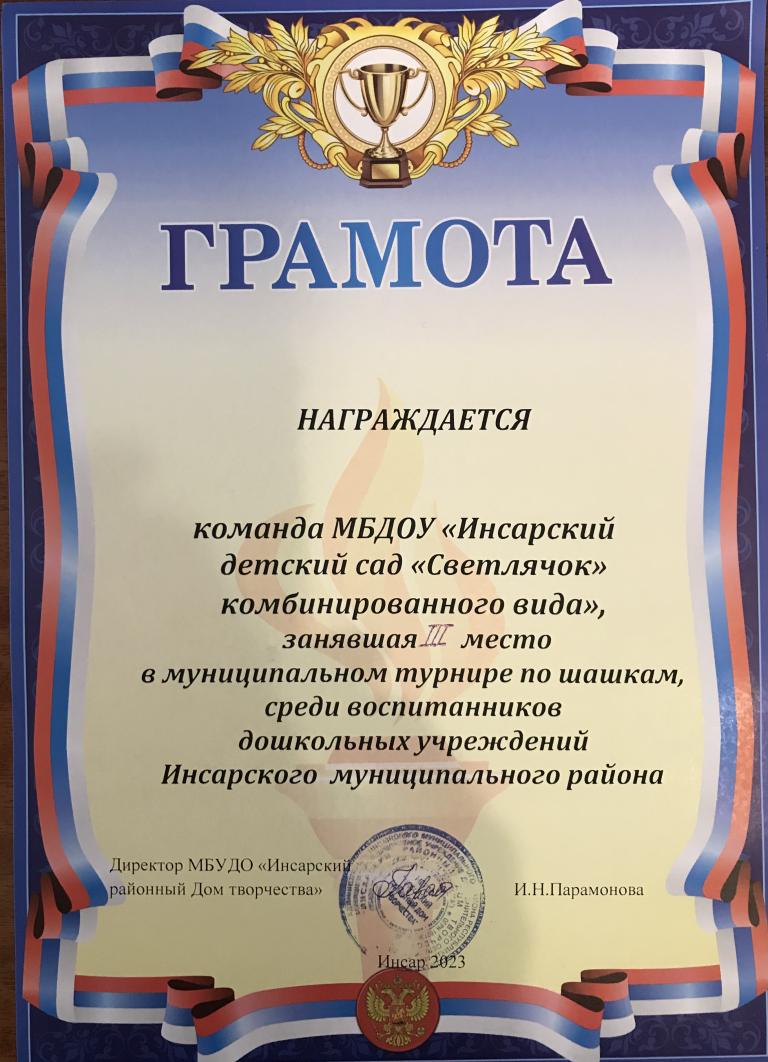 ГРАМОТА
НАГРАЖДАЕТСЯ
команда МБДОУ «Инсарский
детский сад «Светлячок»
комбинированного вида»,
занявшая III место
в муниципальном турнире по шашкам,
среди воспитанников
дошкольных учреждений
Инсарского муниципального района
Директор МБУДО «Инсарский
районный Дом творчества»
И.Н.Парамонова
Инсар 2023